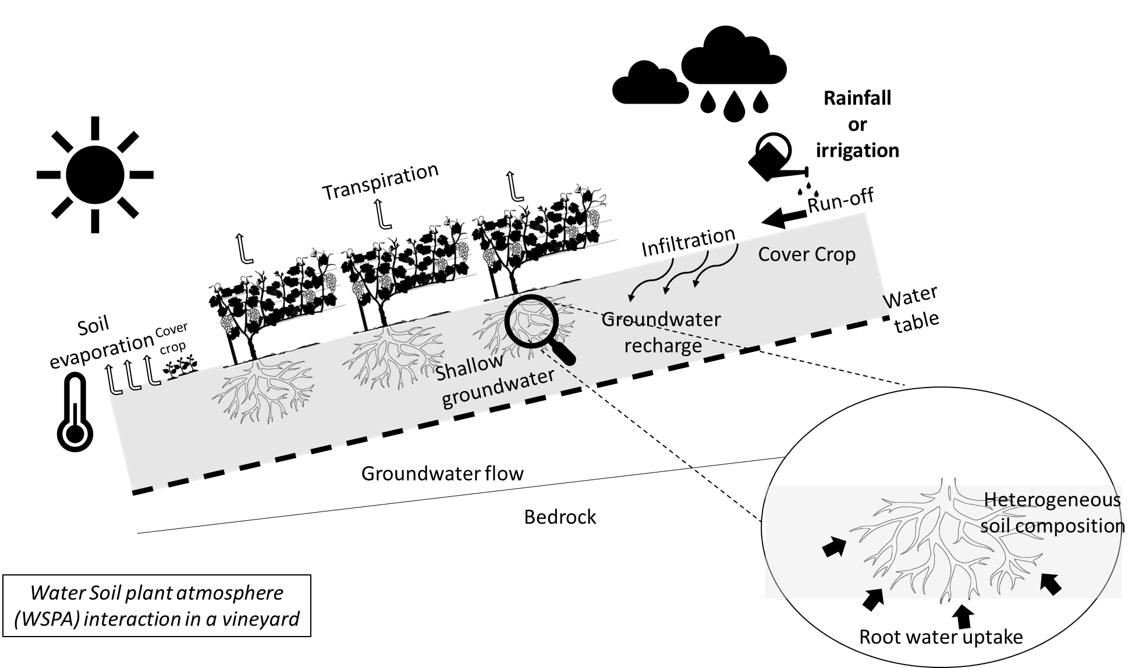 Rainfall
or
irrigation
Transpiration
Run-off
Infiltration
Cover Crop
Water
table
Soil
evaporation
Cover
crop
Groundwater
recharge
Shallow
groundwater
Groundwater flow
Bedrock
Heterogeneous
soil composition
Root water uptake
Water Soil plant atmosphere
(WSPA) interaction in a vineyard